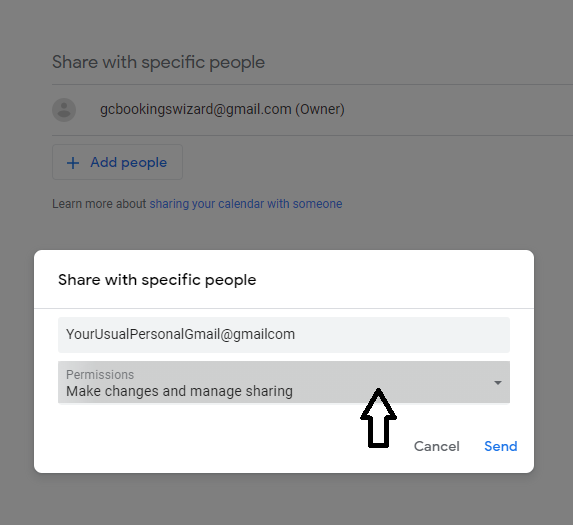 Share with specific people
gcbookingswizard@gmail.com (Owner)
+ Add people
Learn more about sharing your calendar with someone
Share with specific people
YourUsualPersonalGmail@gmailcom
Permissions
Make changes and manage sharing
Cancel Send